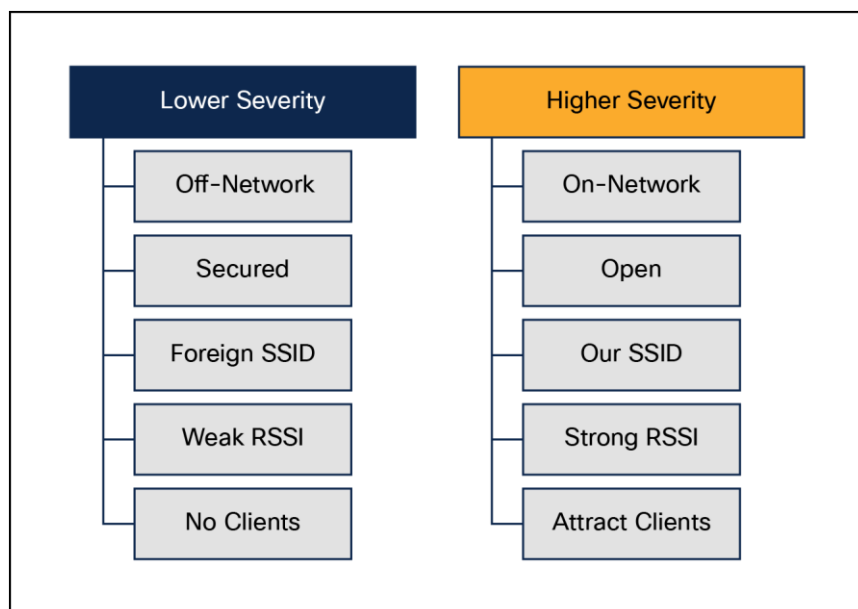 Lower Severity
Off-Network
Secured
Foreign SSID
Weak RSSI
No Clients
Higher Severity
On-Network
Open
Our SSID
Strong RSSI
Attract Clients